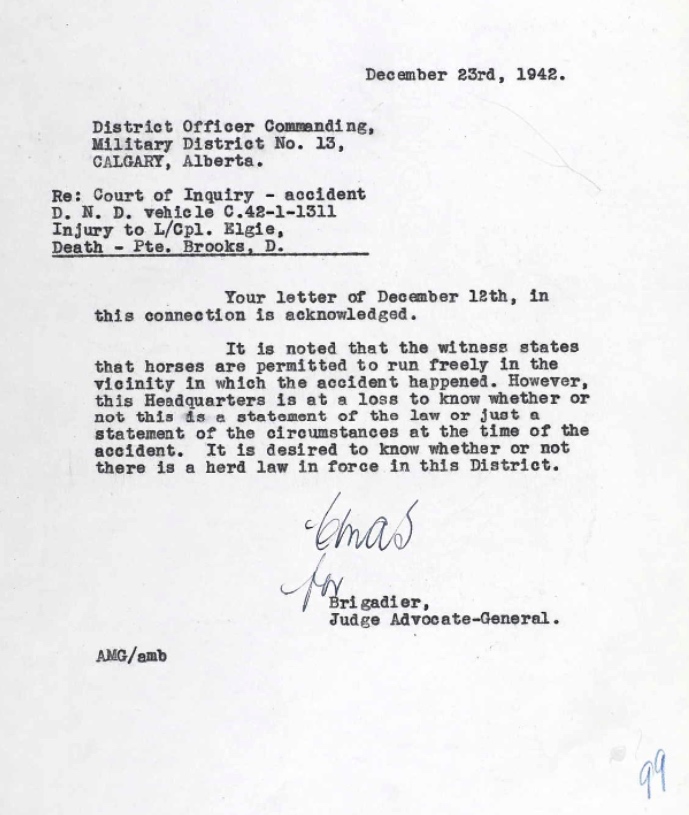 December 23rd, 1942.
District Officer Commanding,
Military District No. 13,
CALGARY, Alberta.
Re: Court of Inquiry - accident
D. N. D. vehicle C.42-1-1311
Injury to L/Cpl. Elgie,
Death - Pte. Brooks, D.
Your letter of December 12th, in
this connection is acknowledged.
It is noted that the witness states
that horses are permitted to run freely in the
vicinity in which the accident happened. However,
this Headquarters is at a loss to know whether or
not this is a statement of the law or just a
statement of the circumstances at the time of the
accident. It is desired to know whether or not
there is a herd law in force in this District.
for
Brigadier,
Judge Advocate-General.
AMG/amb
99